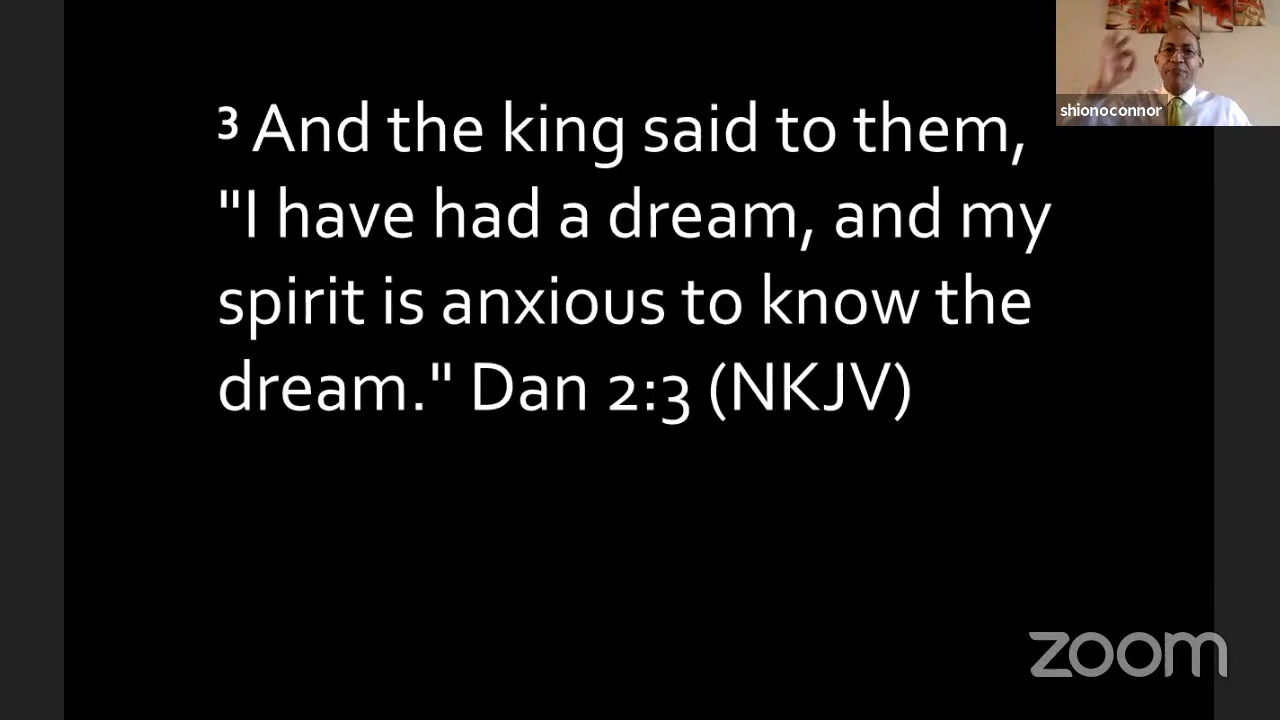 shionoconnor
³ And the king said to them,
"I have had a dream, and my
spirit is anxious to know the
dream." Dan 2:3 (NKJV)
zoom